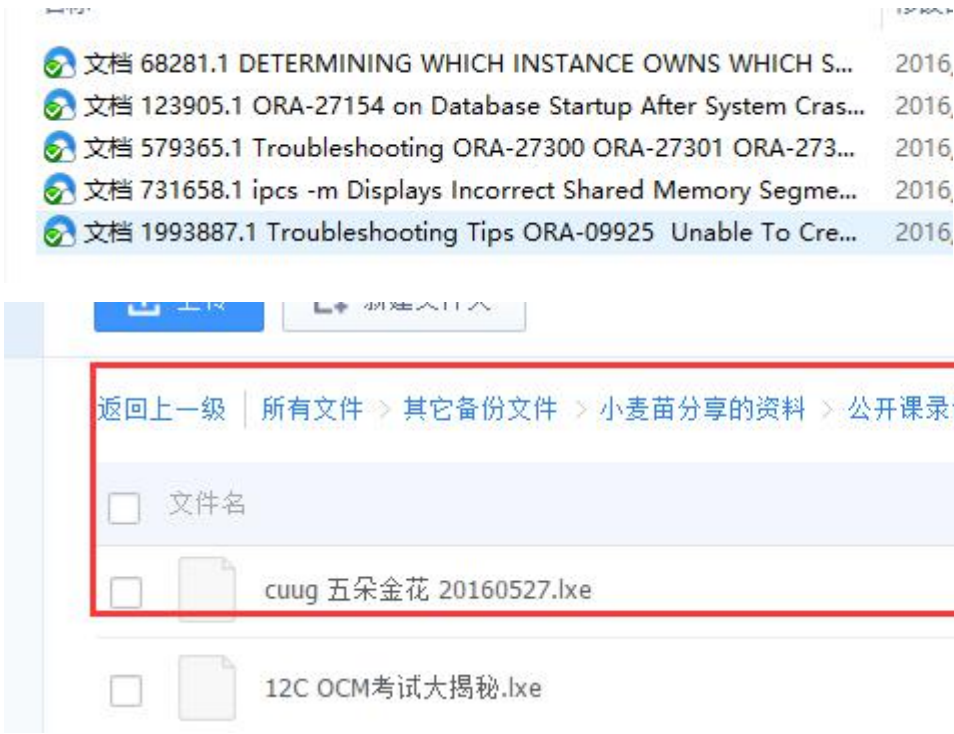 文档 68281.1 DETERMINING WHICH INSTANCE OWNS WHICH S... 2016,
文档 123905.1 ORA-27154 on Database Startup After System Cras... 2016,
文档 579365.1 Troubleshooting ORA-27300 ORA-27301 ORA-273... 2016,
文档 731658.1 ipcs -m Displays Incorrect Shared Memory Segme... 2016,
文档 1993887.1 Troubleshooting Tips ORA-09925  Unable To Cre... 2016,
返回上一级 | 所有文件 > 其它备份文件 > 小麦苗分享的资料 > 公开课录
文件名
cuug 五朵金花 20160527.lxe
12C OCM考试大揭秘.lxe